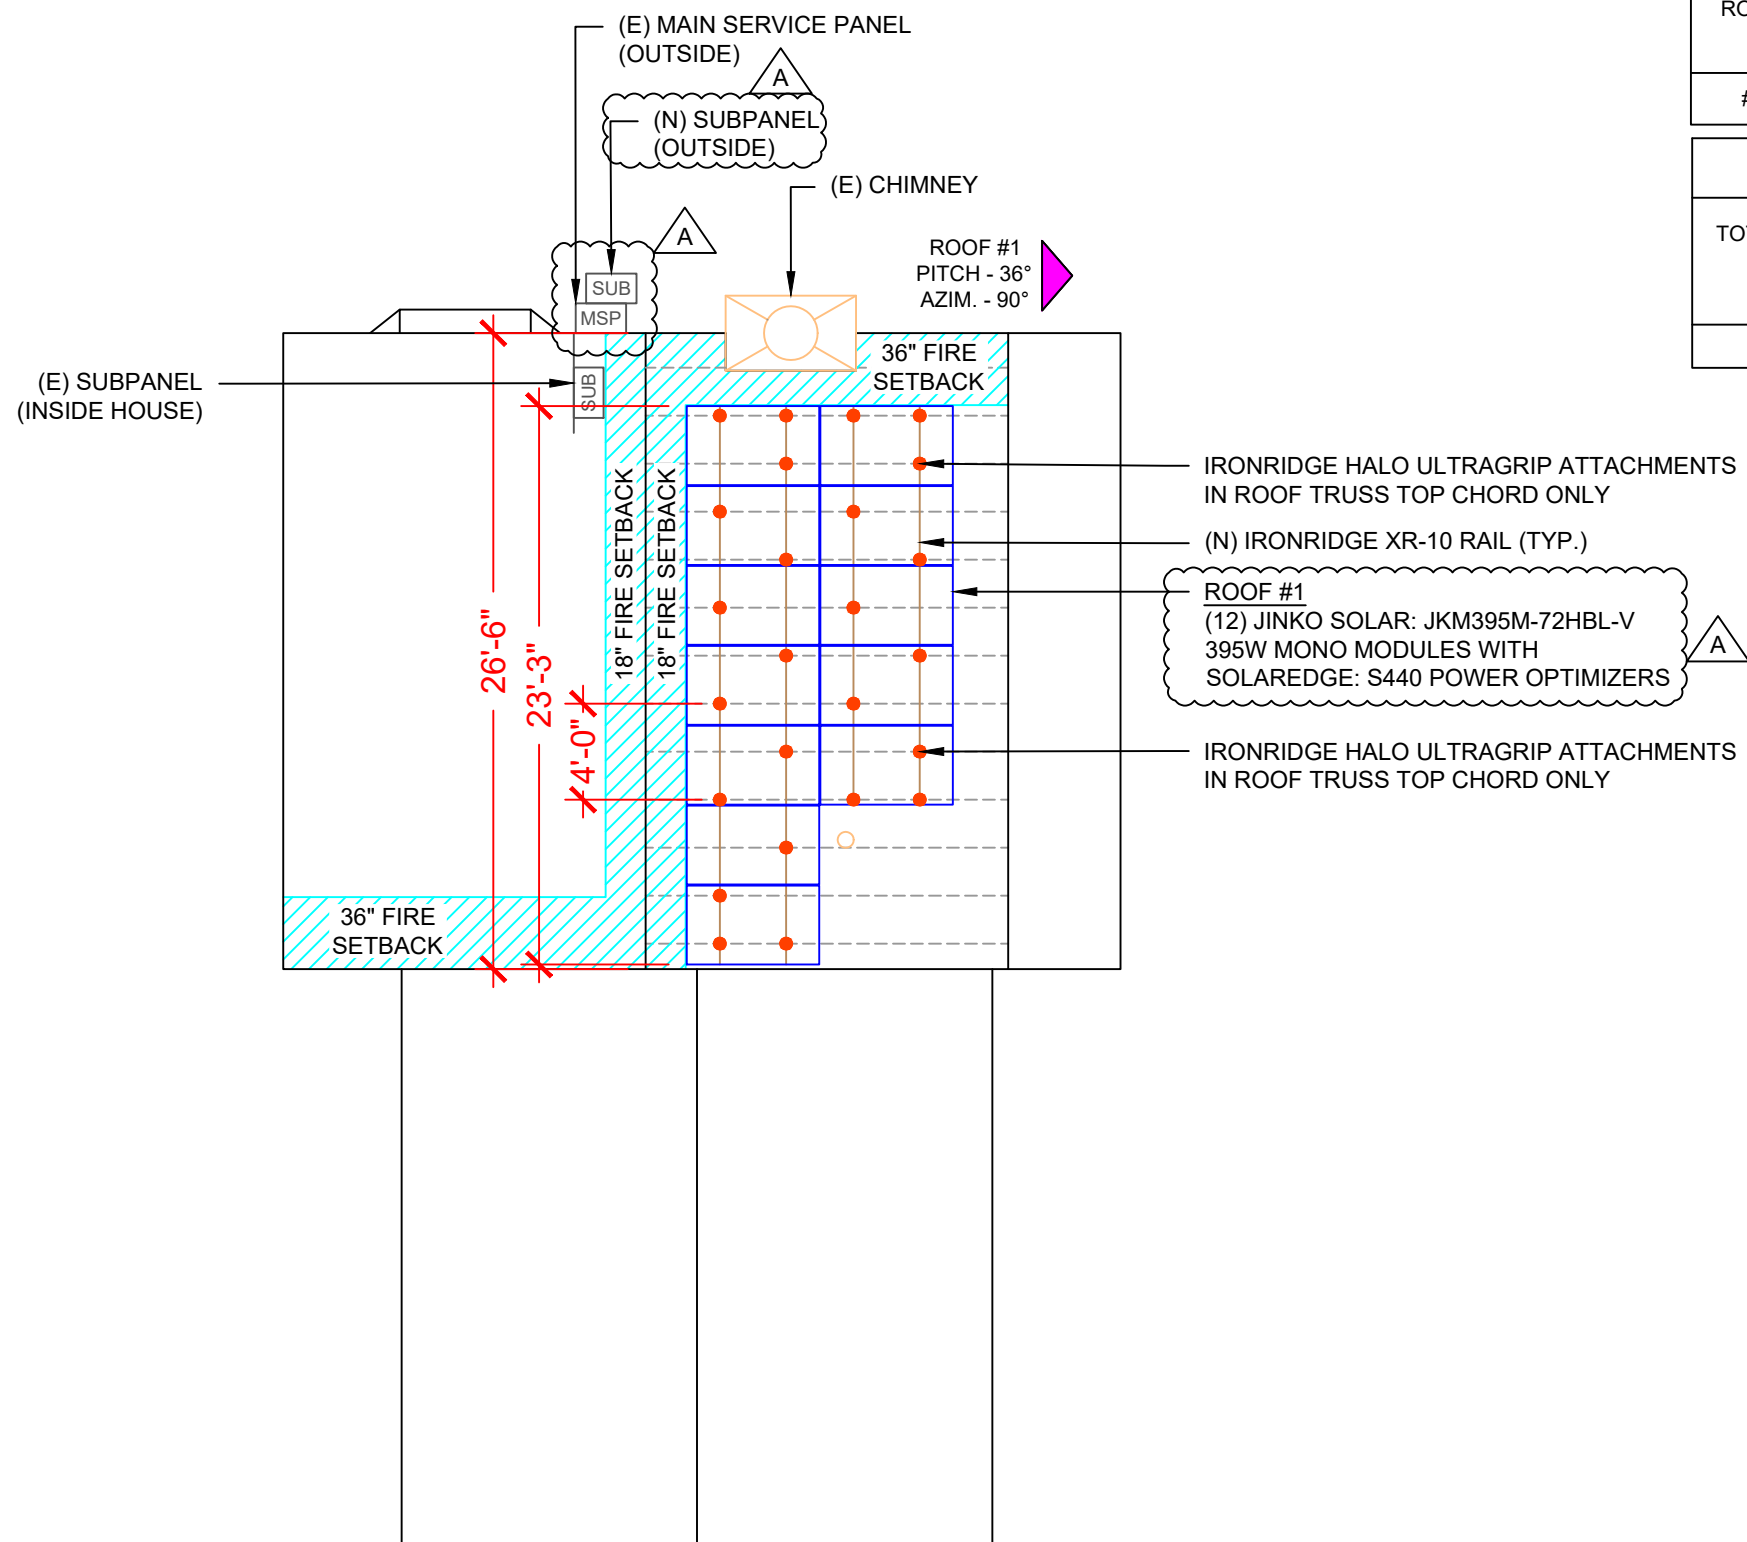 (E) MAIN SERVICE PANEL
(OUTSIDE)
A
(N) SUBPANEL
(OUTSIDE)
(E) CHIMNEY
A
ROOF #1
PITCH - 36°
AZIM. - 90°
SUB
MSP
36" FIRE
SETBACK
(E) SUBPANEL
(INSIDE HOUSE)
SUB
18" FIRE SETBACK
18" FIRE SETBACK
26'-6"
23'-3"
4'-0"
IRONRIDGE HALO ULTRAGRIP ATTACHMENTS
IN ROOF TRUSS TOP CHORD ONLY
(N) IRONRIDGE XR-10 RAIL (TYP.)
ROOF #1
(12) JINKO SOLAR: JKM395M-72HBL-V
395W MONO MODULES WITH
SOLAREDGE: S440 POWER OPTIMIZERS
A
IRONRIDGE HALO ULTRAGRIP ATTACHMENTS
IN ROOF TRUSS TOP CHORD ONLY
36" FIRE
SETBACK